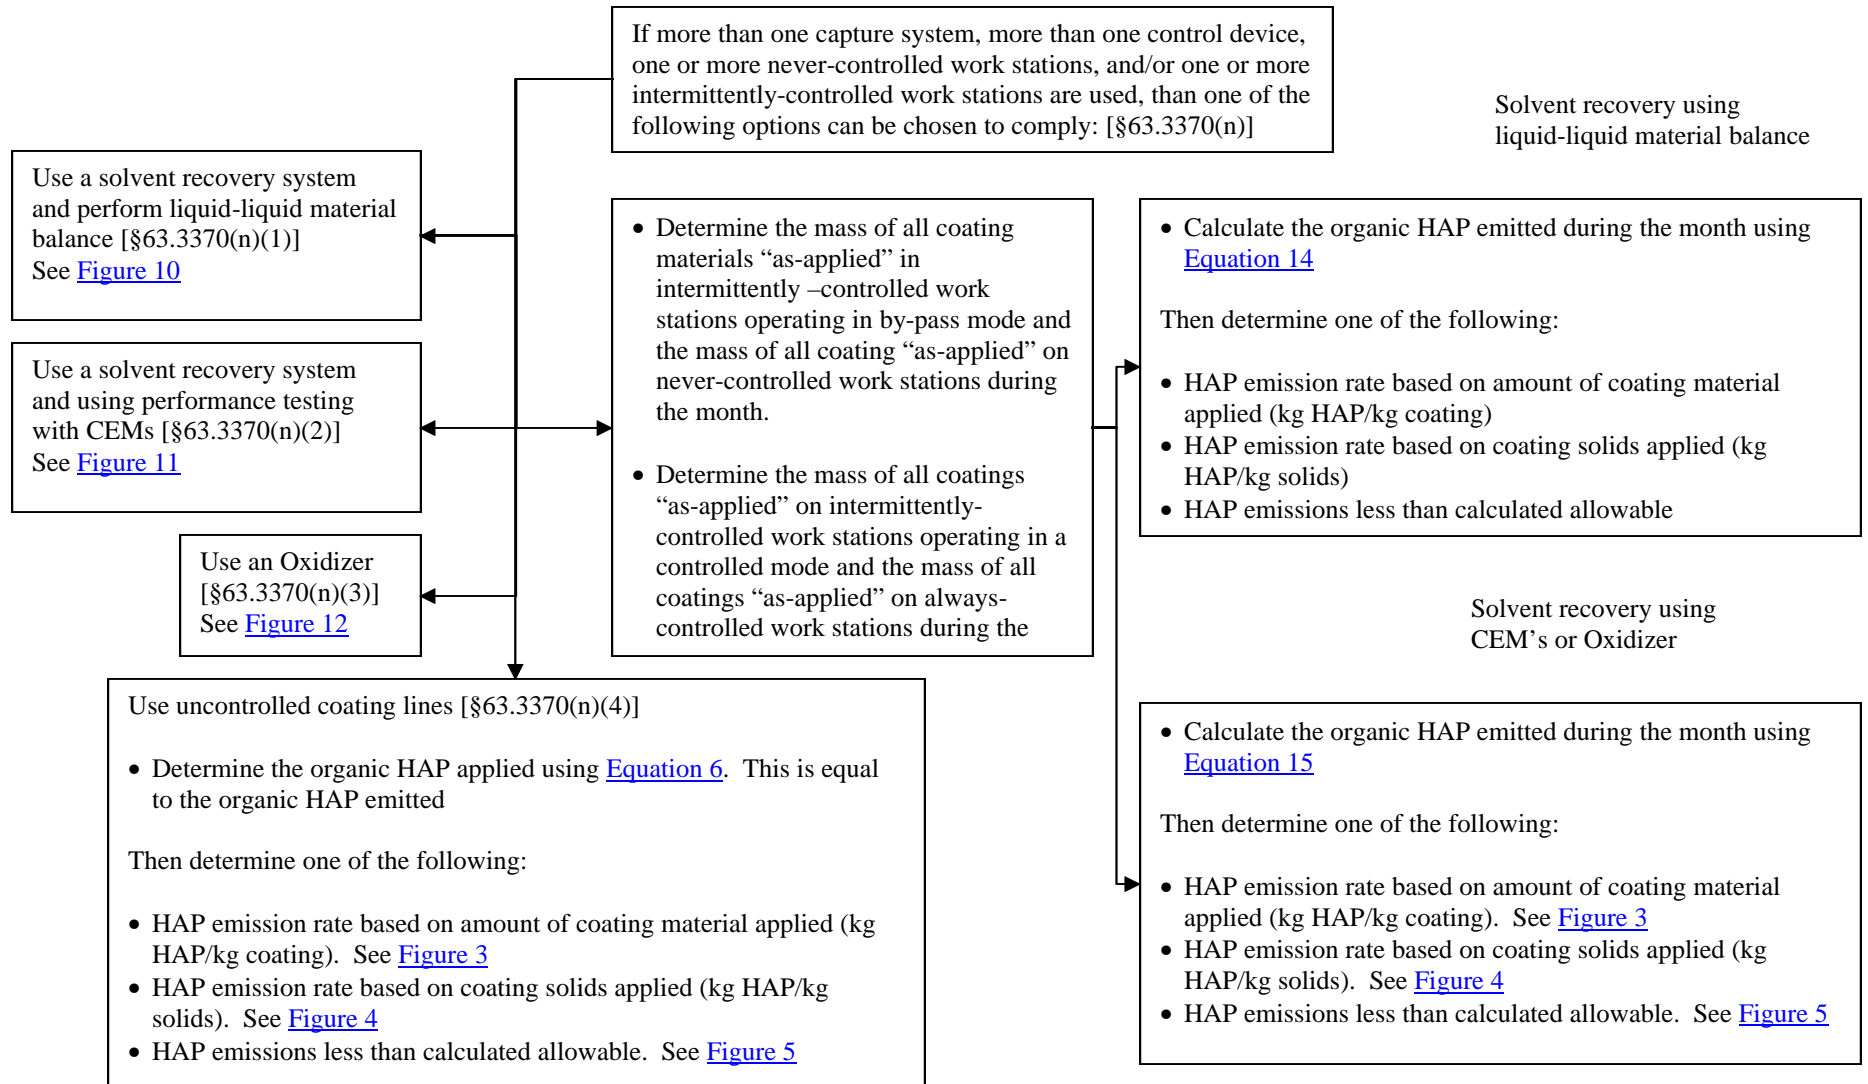 If more than one capture system, more than one control device,
one or more never-controlled work stations, and/or one or more
intermittently-controlled work stations are used, than one of the
following options can be chosen to comply: [§63.3370(n)]
Solvent recovery using
liquid-liquid material balance
Use a solvent recovery system
and perform liquid-liquid material
balance [§63.3370(n)(1)]
See Figure 10
Use a solvent recovery system
and using performance testing
with CEMs [§63.3370(n)(2)]
See Figure 11
Use an Oxidizer
[§63.3370(n)(3)]
See Figure 12
• Determine the mass of all coating
materials “as-applied” in
intermittently –controlled work
stations operating in by-pass mode and
the mass of all coating “as-applied” on
never-controlled work stations during
the month.
• Determine the mass of all coatings
“as-applied” on intermittently-
controlled work stations operating in a
controlled mode and the mass of all
coatings “as-applied” on always-
controlled work stations during the
• Calculate the organic HAP emitted during the month using
Equation 14
Then determine one of the following:
• HAP emission rate based on amount of coating material
applied (kg HAP/kg coating)
• HAP emission rate based on coating solids applied (kg
HAP/kg solids)
• HAP emissions less than calculated allowable
Solvent recovery using
CEM’s or Oxidizer
Use uncontrolled coating lines [§63.3370(n)(4)]
• Determine the organic HAP applied using Equation 6.  This is equal
to the organic HAP emitted
Then determine one of the following:
• HAP emission rate based on amount of coating material applied (kg
HAP/kg coating).  See Figure 3
• HAP emission rate based on coating solids applied (kg HAP/kg
solids).  See Figure 4
• HAP emissions less than calculated allowable.  See Figure 5
• Calculate the organic HAP emitted during the month using
Equation 15
Then determine one of the following:
• HAP emission rate based on amount of coating material
applied (kg HAP/kg coating).  See Figure 3
• HAP emission rate based on coating solids applied (kg
HAP/kg solids).  See Figure 4
• HAP emissions less than calculated allowable.  See Figure 5